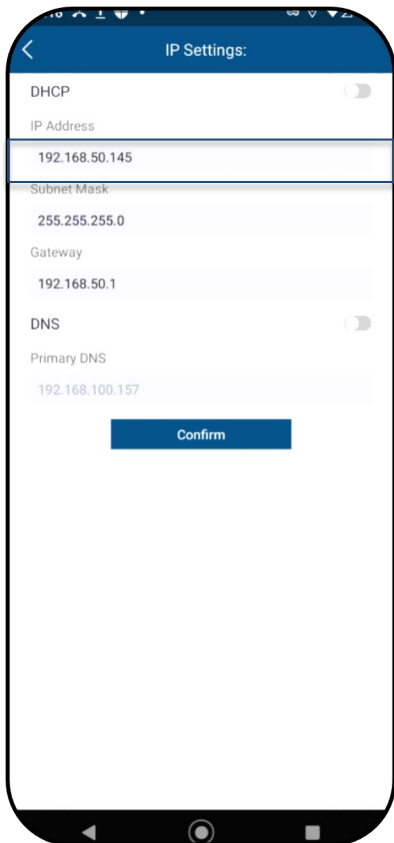 IP Settings:
DHCP
IP Address
192.168.50.145
Subnet Mask
255.255.255.0
Gateway
192.168.50.1
DNS
Primary DNS
192.168.100.157
Confirm